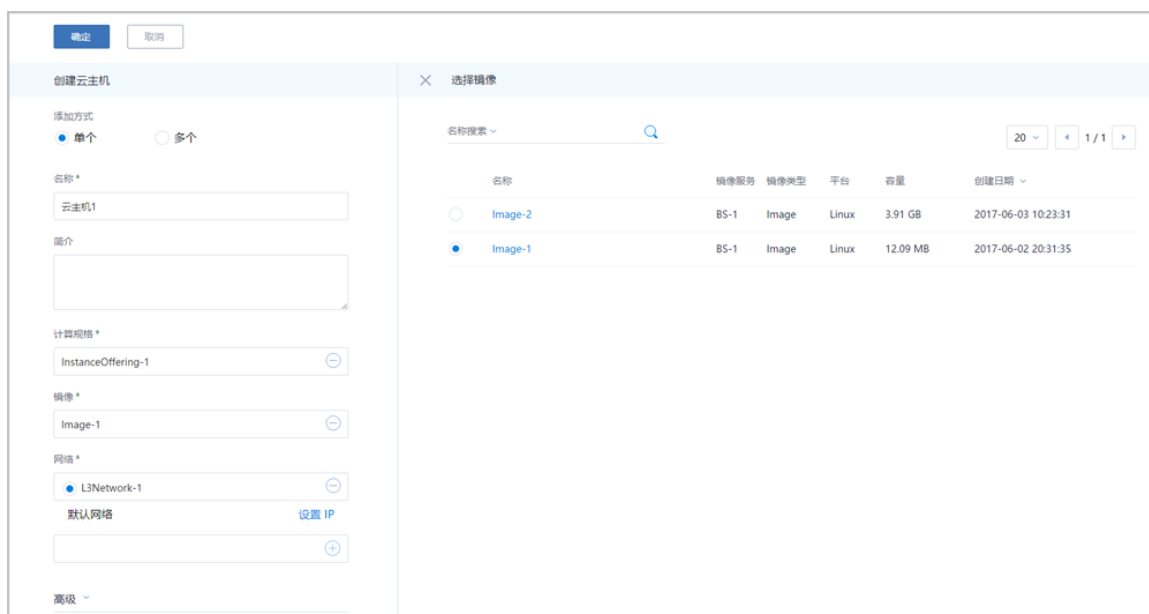 确定 取消
创建云主机
添加方式
单个 多个
名称 *
云主机1
简介
计算规格 *
InstanceOffering-1
镜像 *
Image-1
网络 *
L3Network-1
默认网络 设置 IP
高级
选择镜像
名称搜索
20 1 / 1
名称 镜像服务 镜像类型 平台 容量 创建日期
Image-2 BS-1 Image Linux 3.91 GB 2017-06-03 10:23:31
Image-1 BS-1 Image Linux 12.09 MB 2017-06-02 20:31:35